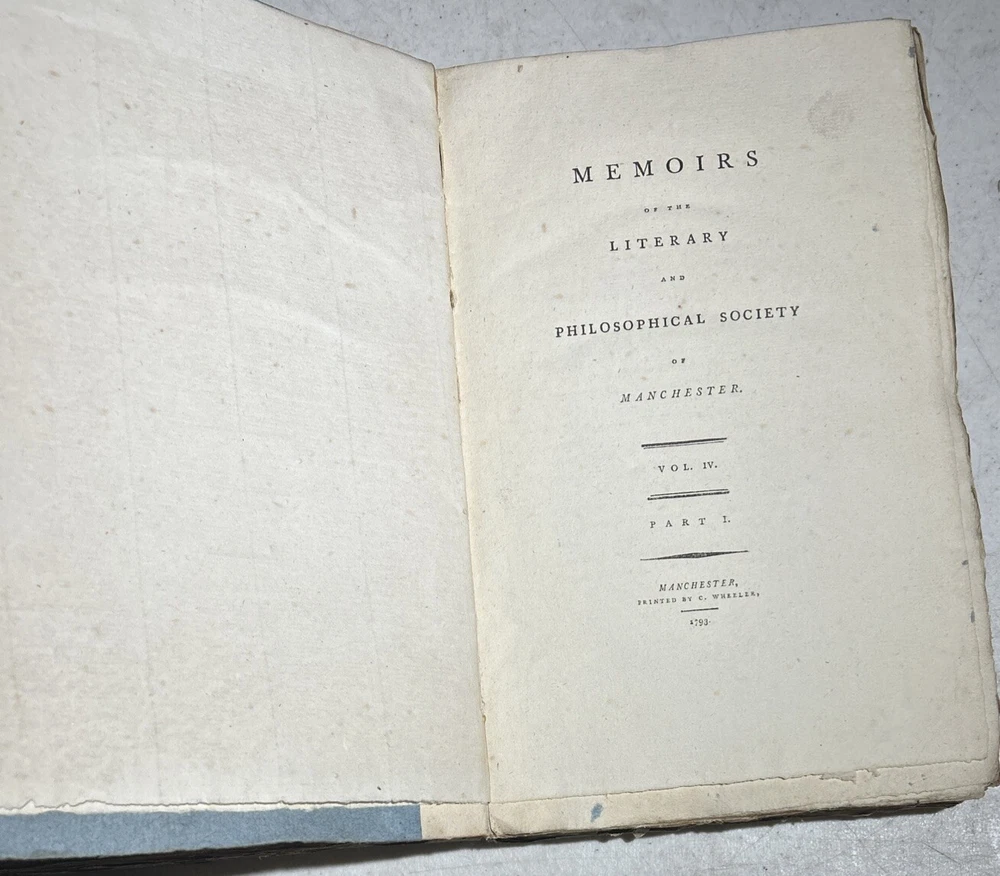 MEMOIRS
OF THE
LITERARY
AND
PHILOSOPHICAL SOCIETY
OF
MANCHESTER.
VOL. IV.
PART I.
MANCHESTER,
PRINTED BY C. WHEELER,
1793.